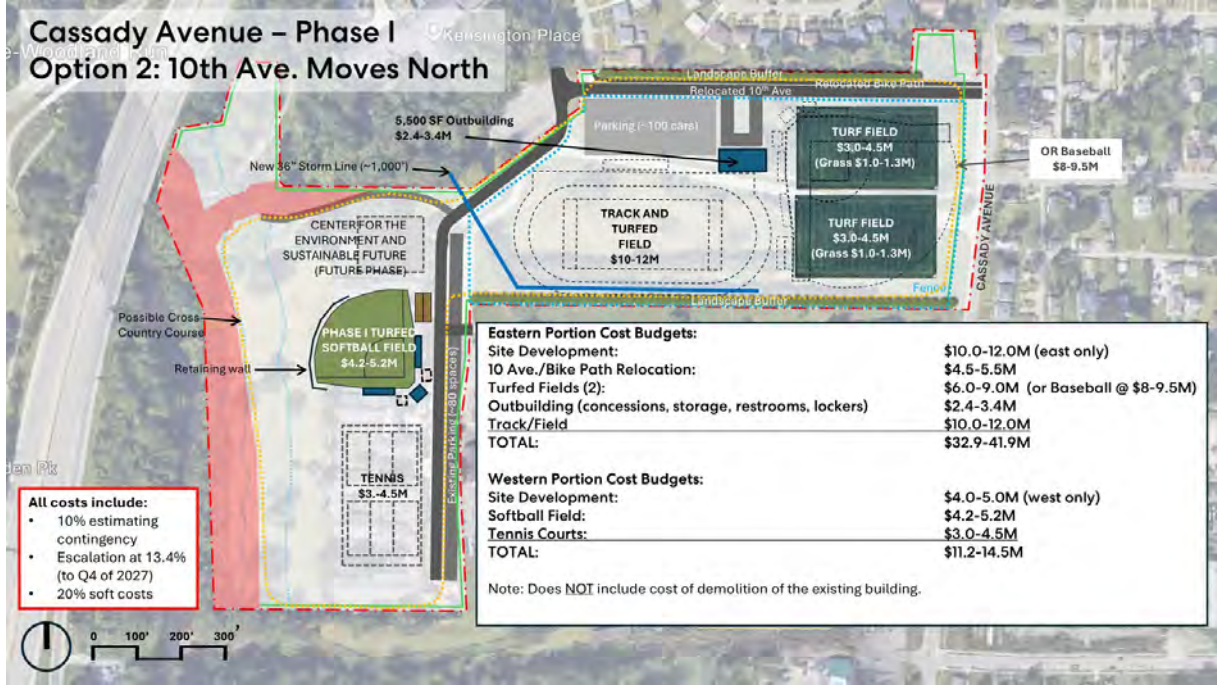 Cassady Avenue – Phase I
Option 2: 10th Ave. Moves North
Kensington Place
Landscape Buffer
Relocated Bike Path
Relocated 10th Ave
5,500 SF Outbuilding
$2.4-3.4M
Parking (~100 cars)
TURF FIELD
$3.0-4.5M
(Grass $1.0-1.3M)
OR Baseball
$8-9.5M
New 36" Storm Line (~1,000')
CASSADY AVENUE
TRACK AND
TURFED
FIELD
$10-12M
TURF FIELD
$3.0-4.5M
(Grass $1.0-1.3M)
CENTER FOR THE
ENVIRONMENT AND
SUSTAINABLE FUTURE
(FUTURE PHASE)
Fence
Landscape Buffer
Possible Cross
Country Course
PHASE I TURFED
SOFTBALL FIELD
$4.2-5.2M
Retaining wall
Existing Parking (~80 spaces)
TENNIS
$3.-4.5M
den Pk
Eastern Portion Cost Budgets:
Site Development: $10.0-12.0M (east only)
10 Ave./Bike Path Relocation: $4.5-5.5M
Turfed Fields (2): $6.0-9.0M (or Baseball @ $8-9.5M)
Outbuilding (concessions, storage, restrooms, lockers) $2.4-3.4M
Track/Field $10.0-12.0M
TOTAL: $32.9-41.9M
Western Portion Cost Budgets:
Site Development: $4.0-5.0M (west only)
Softball Field: $4.2-5.2M
Tennis Courts: $3.0-4.5M
TOTAL: $11.2-14.5M
Note: Does NOT include cost of demolition of the existing building.
All costs include:
• 10% estimating
contingency
• Escalation at 13.4%
(to Q4 of 2027)
• 20% soft costs
0 100' 200' 300'